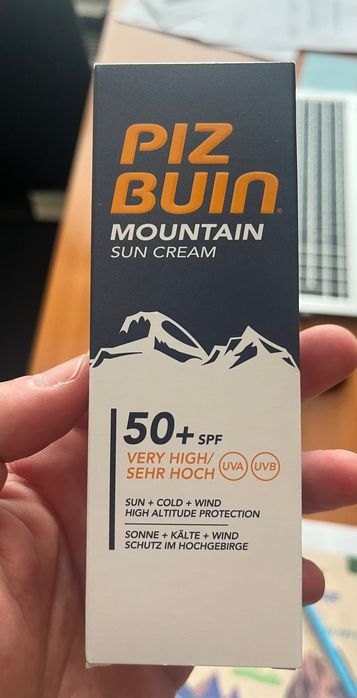 PIZ
BUIN®
MOUNTAIN
SUN CREAM
50+ SPF
VERY HIGH/
SEHR HOCH
UVA
UVB
SUN + COLD + WIND
HIGH ALTITUDE PROTECTION
SONNE + KÄLTE + WIND
SCHUTZ IM HOCHGEBIRGE